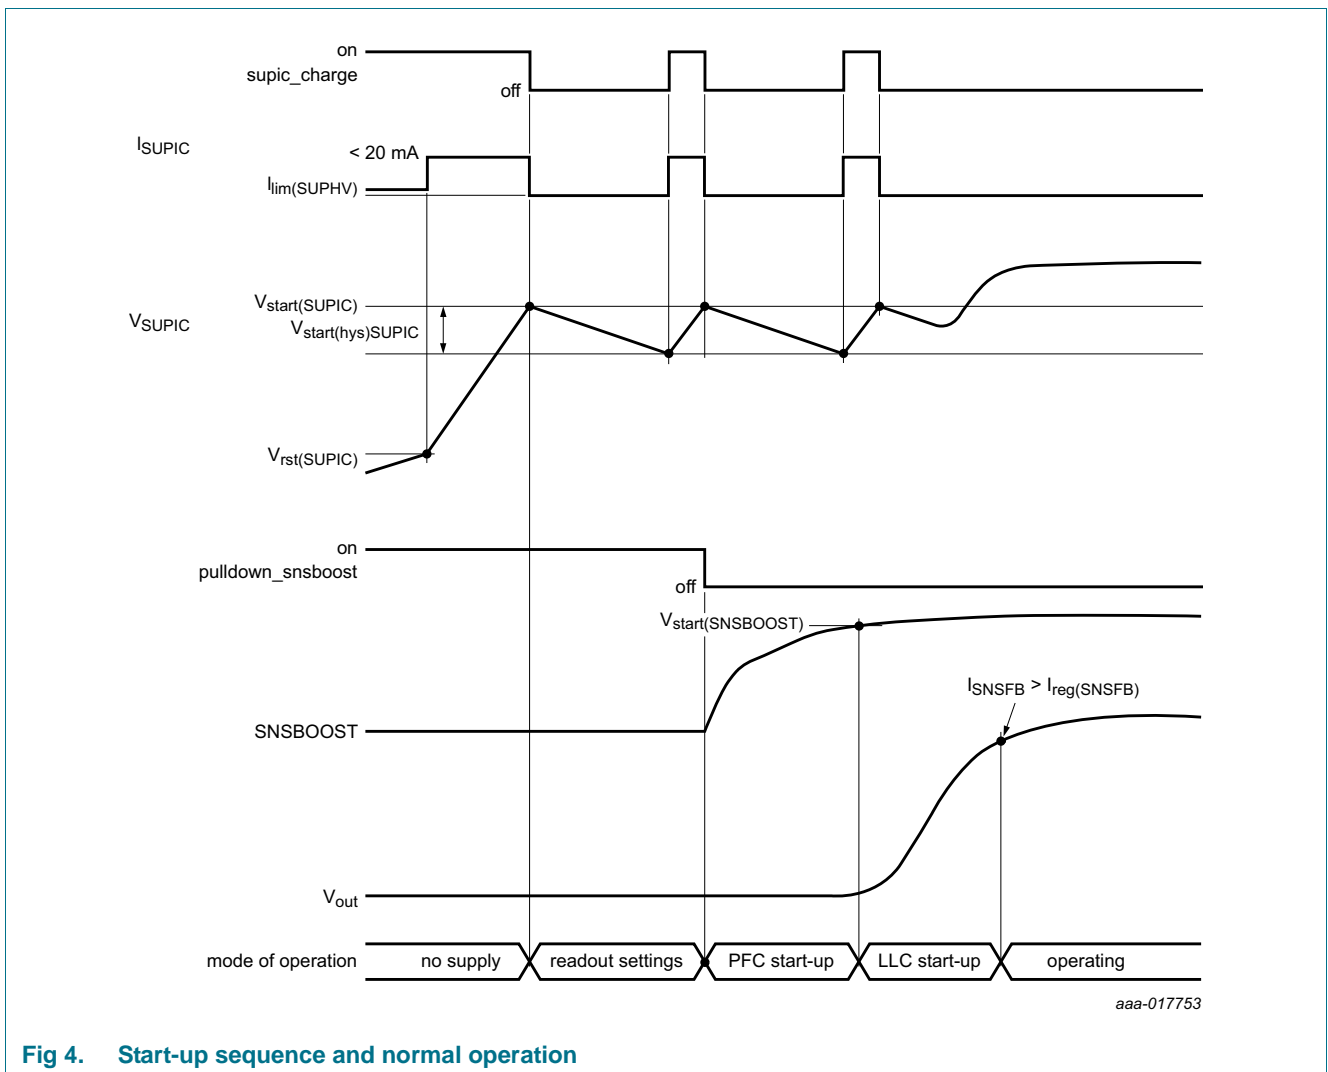 on
supic_charge
off
ISUPIC
< 20 mA
Ilim(SUPHV)
Vstart(SUPIC)
VSUPIC
Vstart(hys)SUPIC
Vrst(SUPIC)
on
pulldown_snsboost
off
Vstart(SNSBOOST)
ISNSFB > Ireg(SNSFB)
SNSBOOST
Vout
mode of operation no supply readout settings PFC start-up LLC start-up operating
aaa-017753
Fig 4. Start-up sequence and normal operation